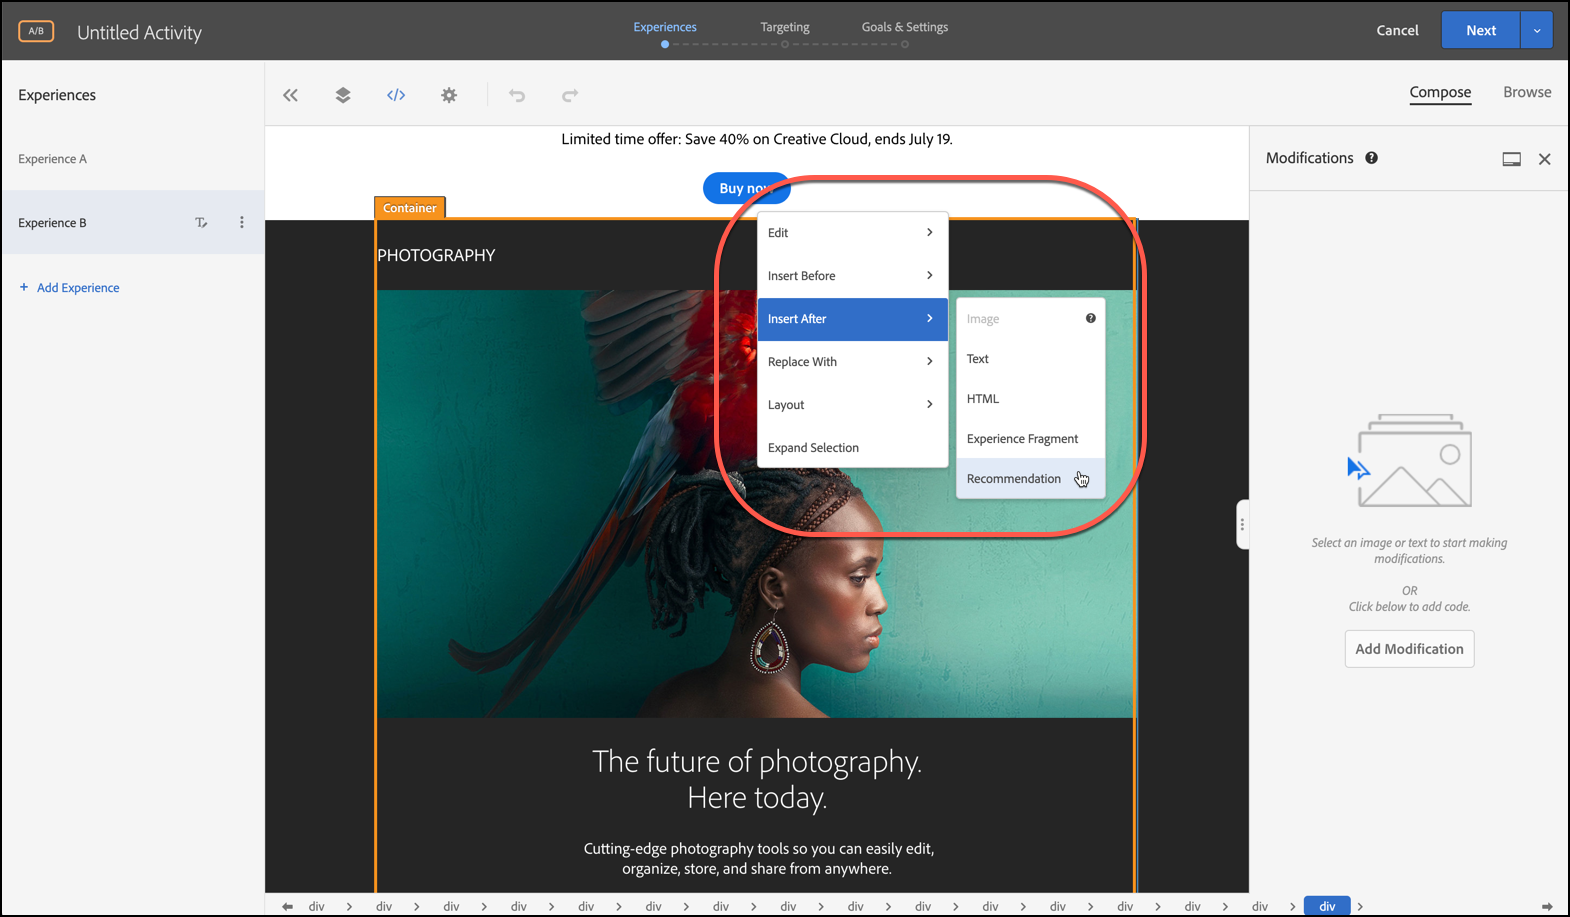 A/B
Untitled Activity
Experiences
Targeting
Goals & Settings
Cancel
Next
Experiences
Compose
Browse
Experience A
Experience B
+ Add Experience
Limited time offer: Save 40% on Creative Cloud, ends July 19.
Buy now
Container
PHOTOGRAPHY
Edit
Insert Before
Insert After
Replace With
Layout
Expand Selection
Image
Text
HTML
Experience Fragment
Recommendation
The future of photography.
Here today.
Cutting-edge photography tools so you can easily edit,
organize, store, and share from anywhere.
Modifications
Select an image or text to start making
modifications.
OR
Click below to add code.
Add Modification
div > div > div > div > div > div > div > div > div > div > div > div > div > div > div > div >